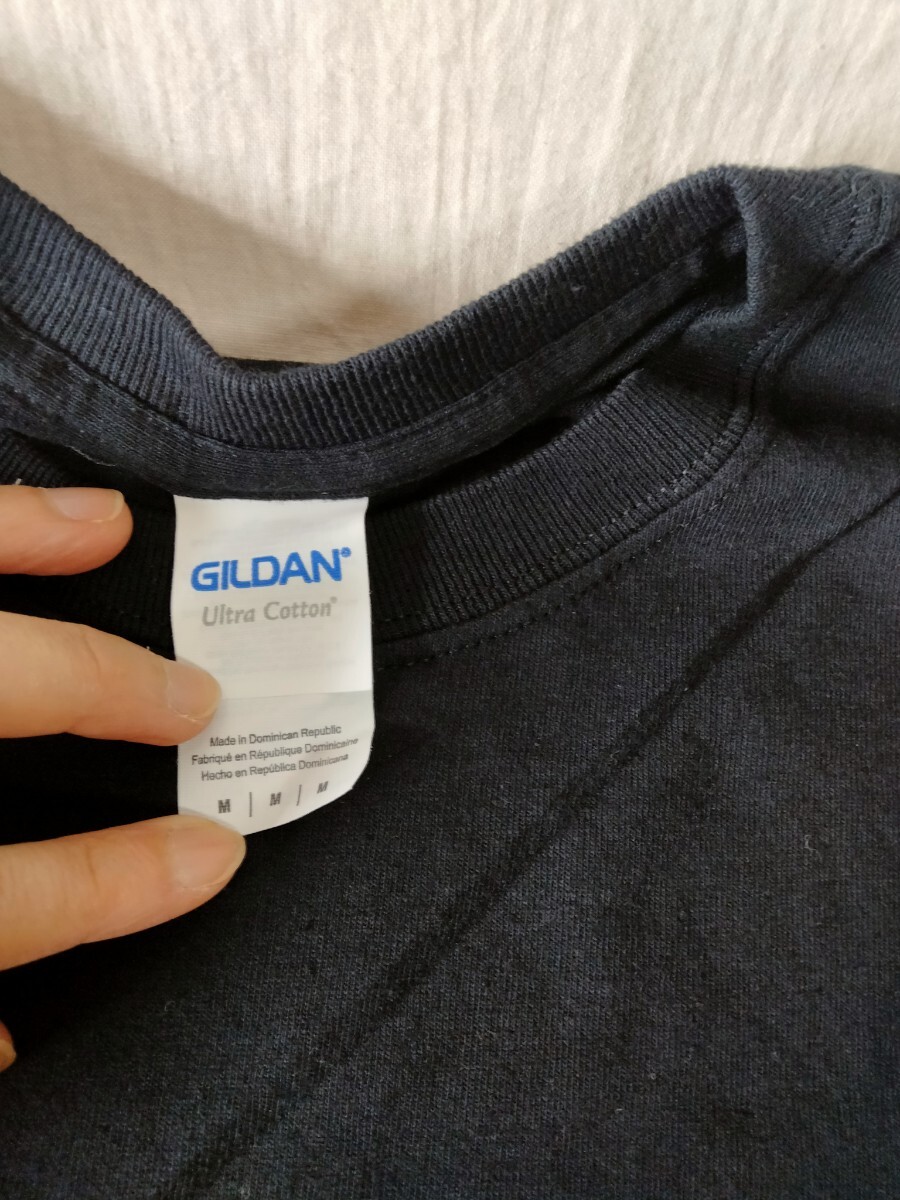 GILDAN®
Ultra Cotton®
Made in Dominican Republic
Fabriqué en République Dominicaine
Hecho en República Dominicana
M | M | M